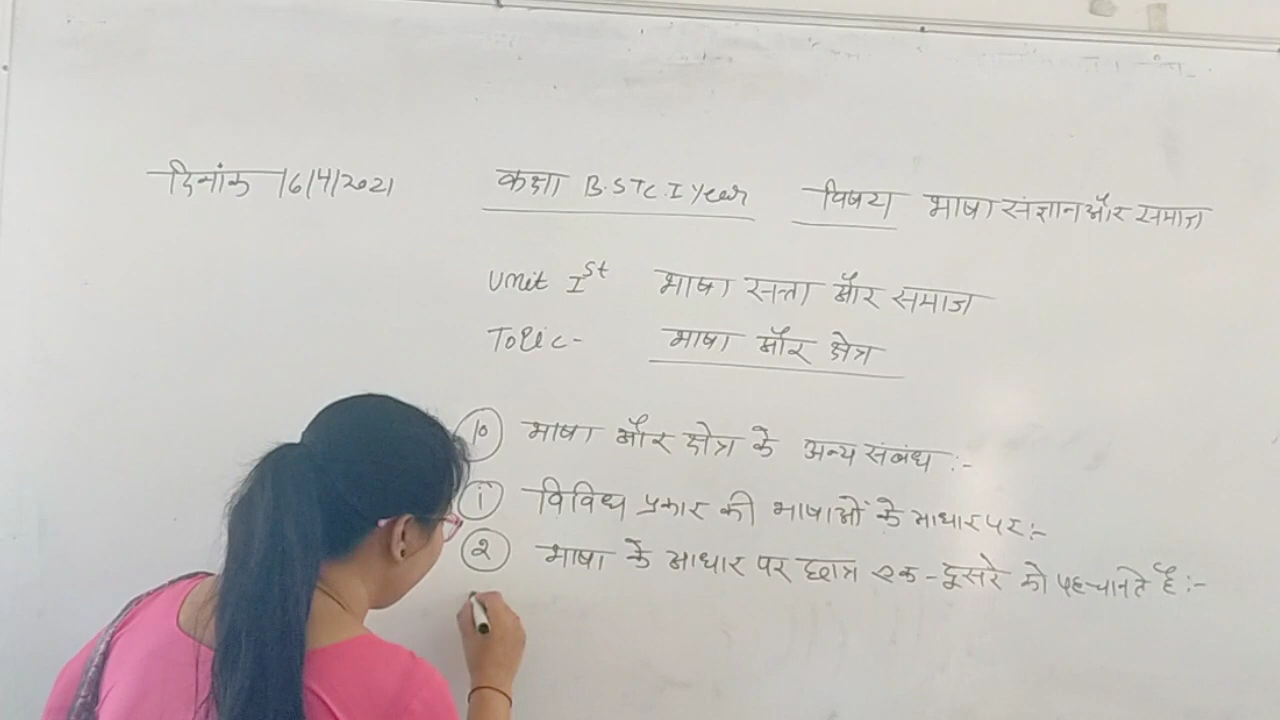 दिनांक 16/4/2021 कक्षा B.STC. I Year विषय भाषा संज्ञान और समाज
Unit Ist भाषा सत्ता और समाज
Topic- भाषा और क्षेत्र
10 भाषा और क्षेत्र के अन्य संबंध :-
1 विविध प्रकार की भाषाओं के आधार पर :-
2 भाषा के आधार पर छात्र एक-दूसरे को पहचानते है :-